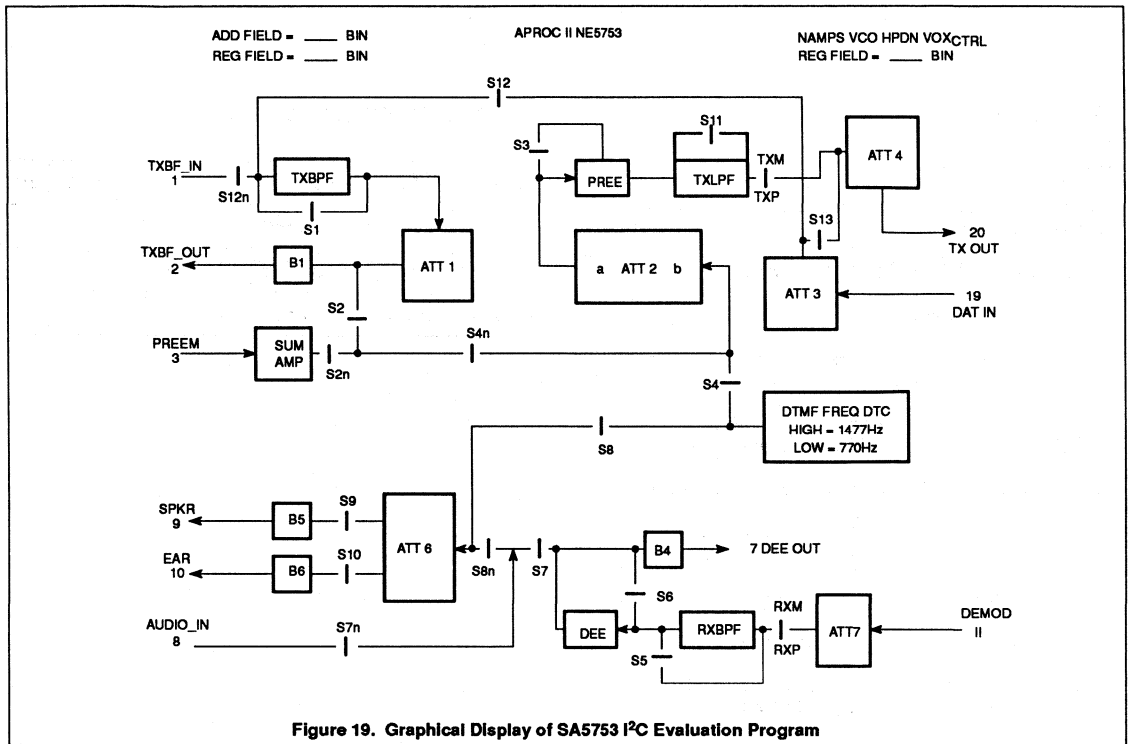 ADD FIELD = ____ BIN
REG FIELD = ____ BIN
APROC II NE5753
NAMPS VCO HPDN VOXCTRL
REG FIELD = ____ BIN
S12
S11
S3
ATT 4
TXBF_IN
1
S12n
TXBPF
S1
PREE
TXLPF
TXM
TXP
S13
20
TX OUT
TXBF_OUT
2
B1
ATT 1
a ATT 2 b
ATT 3
19
DAT IN
S2
PREEM
3
SUM
AMP
S2n
S4n
S4
DTMF FREQ DTC
HIGH = 1477Hz
LOW = 770Hz
S8
SPKR
9
B5
S9
ATT 6
EAR
10
B6
S10
S8n
S7
B4
7 DEE OUT
S6
AUDIO_IN
8
S7n
DEE
S5
RXBPF
RXM
RXP
ATT7
DEMOD
II
Figure 19. Graphical Display of SA5753 I²C Evaluation Program